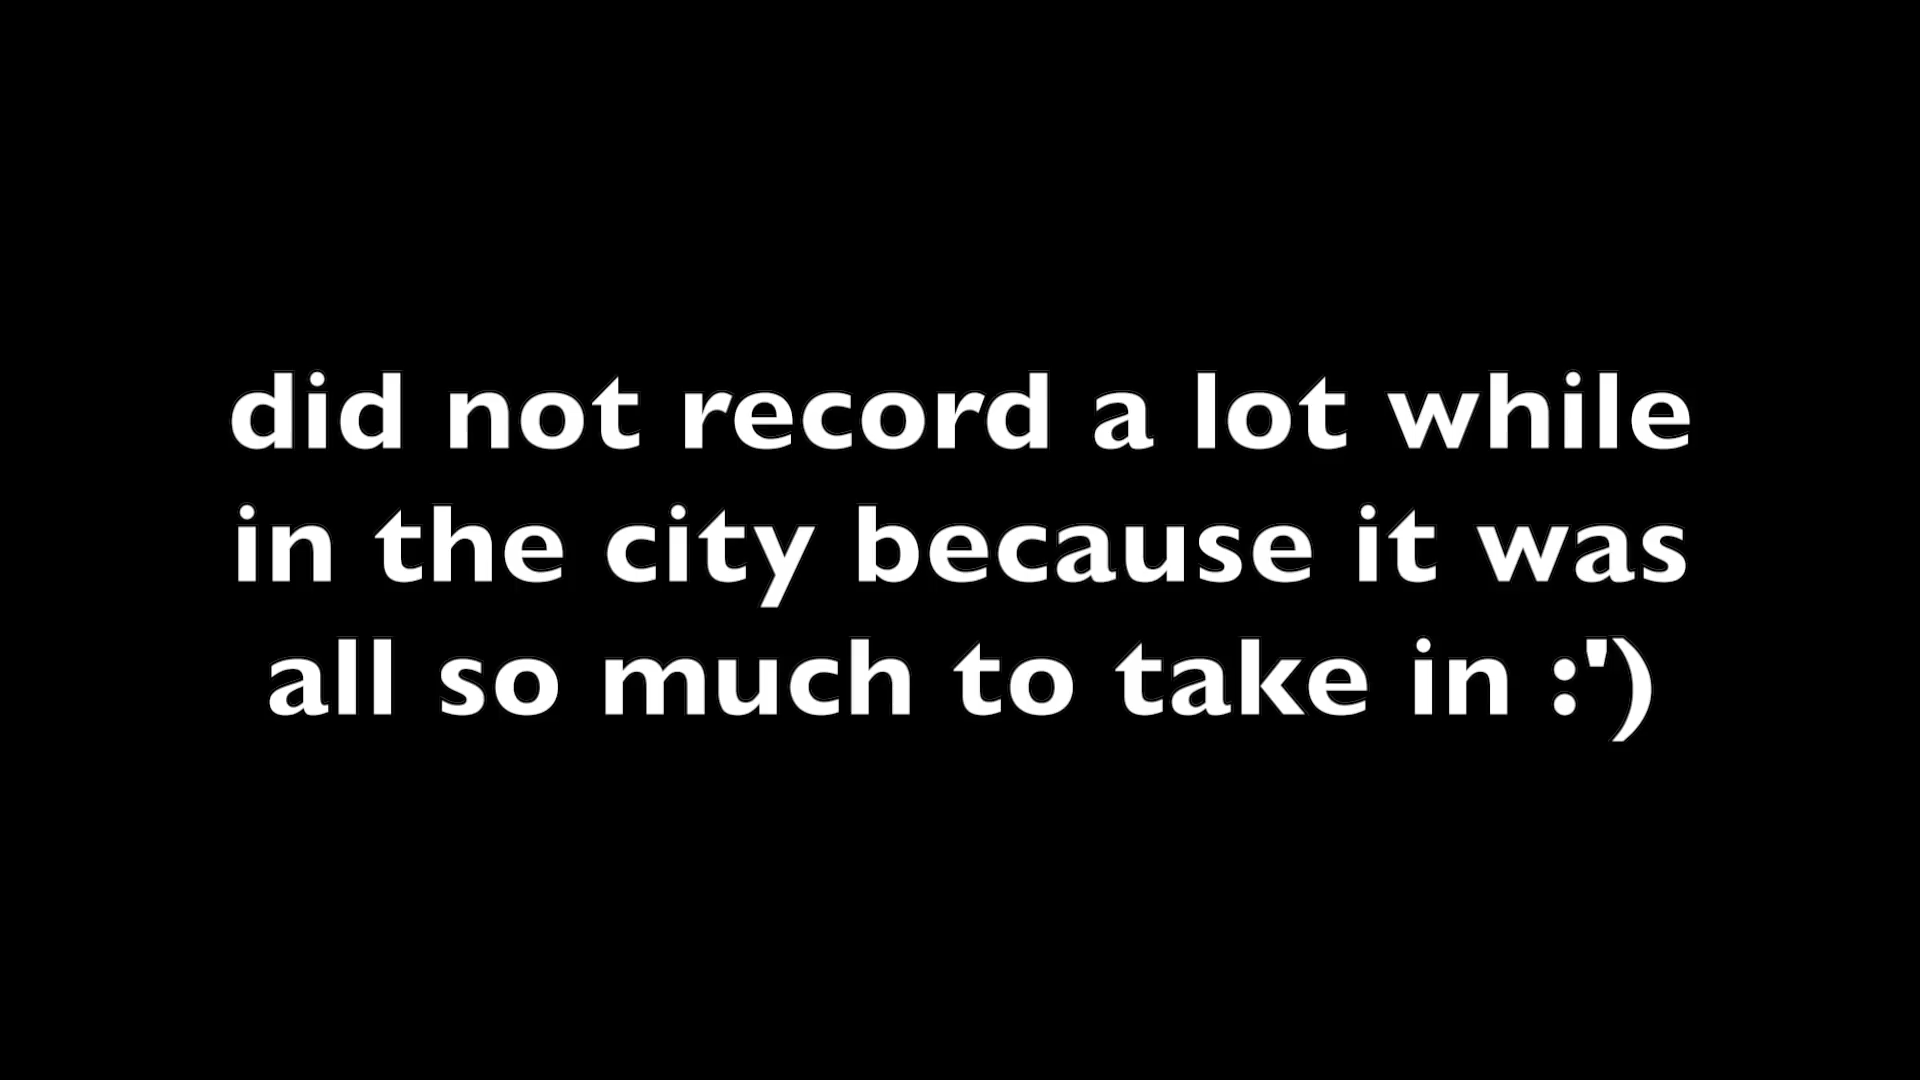 did not record a lot while
in the city because it was
all so much to take in :')